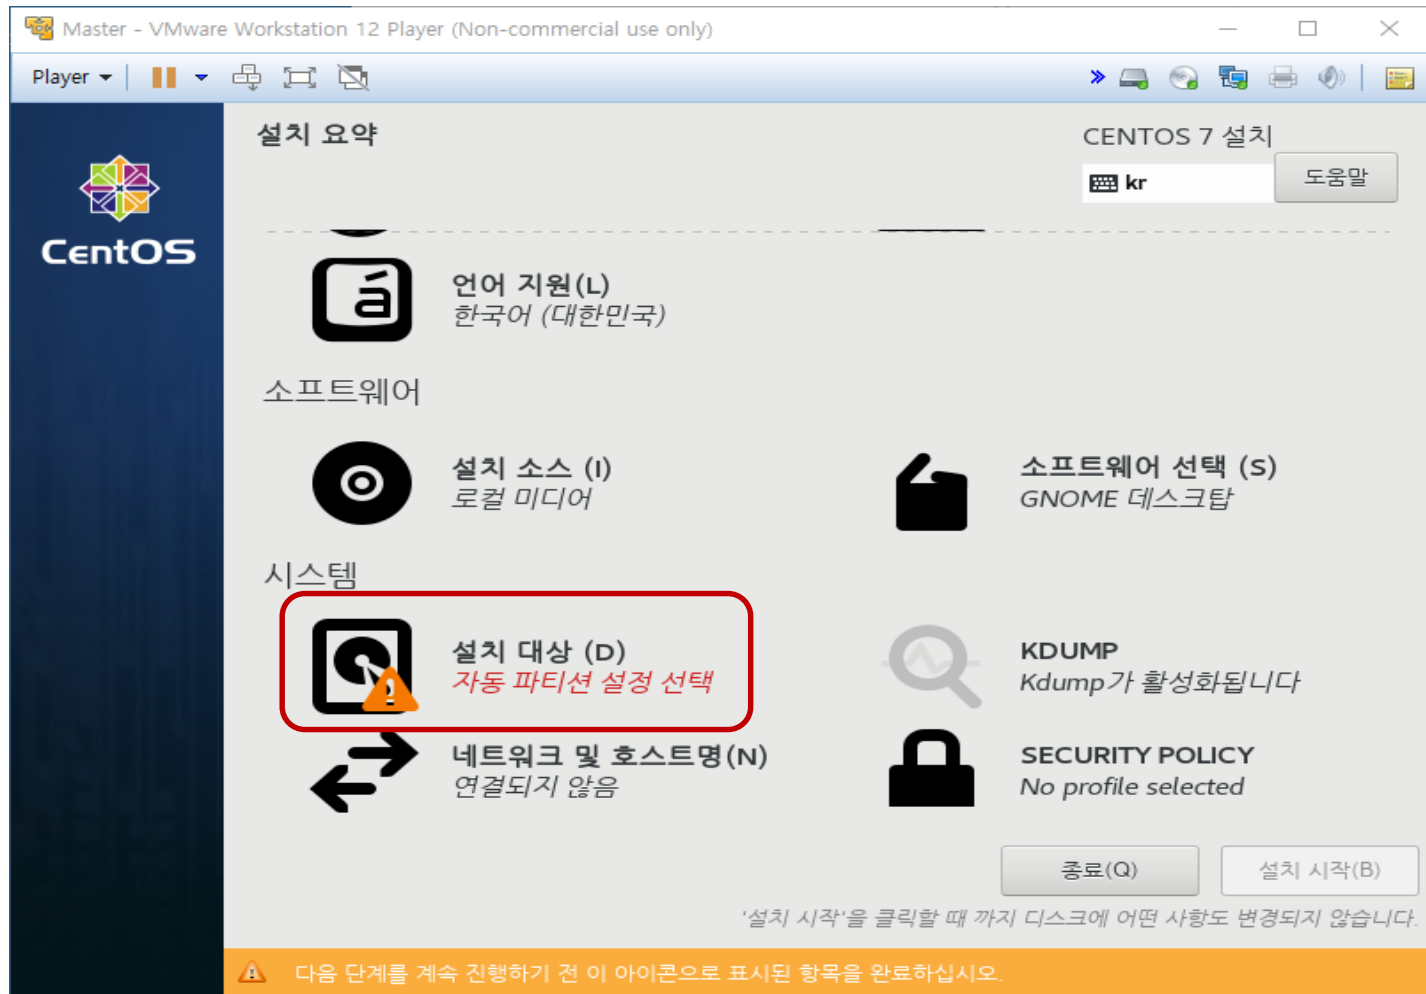 Master - VMware Workstation 12 Player (Non-commercial use only)
Player
설치 요약
CENTOS 7 설치
kr
도움말
CentOS
á
언어 지원(L)
한국어 (대한민국)
소프트웨어
설치 소스 (I)
로컬 미디어
소프트웨어 선택 (S)
GNOME 데스크탑
시스템
설치 대상 (D)
자동 파티션 설정 선택
KDUMP
Kdump가 활성화됩니다
네트워크 및 호스트명(N)
연결되지 않음
SECURITY POLICY
No profile selected
종료(Q)
설치 시작(B)
'설치 시작'을 클릭할 때 까지 디스크에 어떤 사항도 변경되지 않습니다.
다음 단계를 계속 진행하기 전 이 아이콘으로 표시된 항목을 완료하십시오.